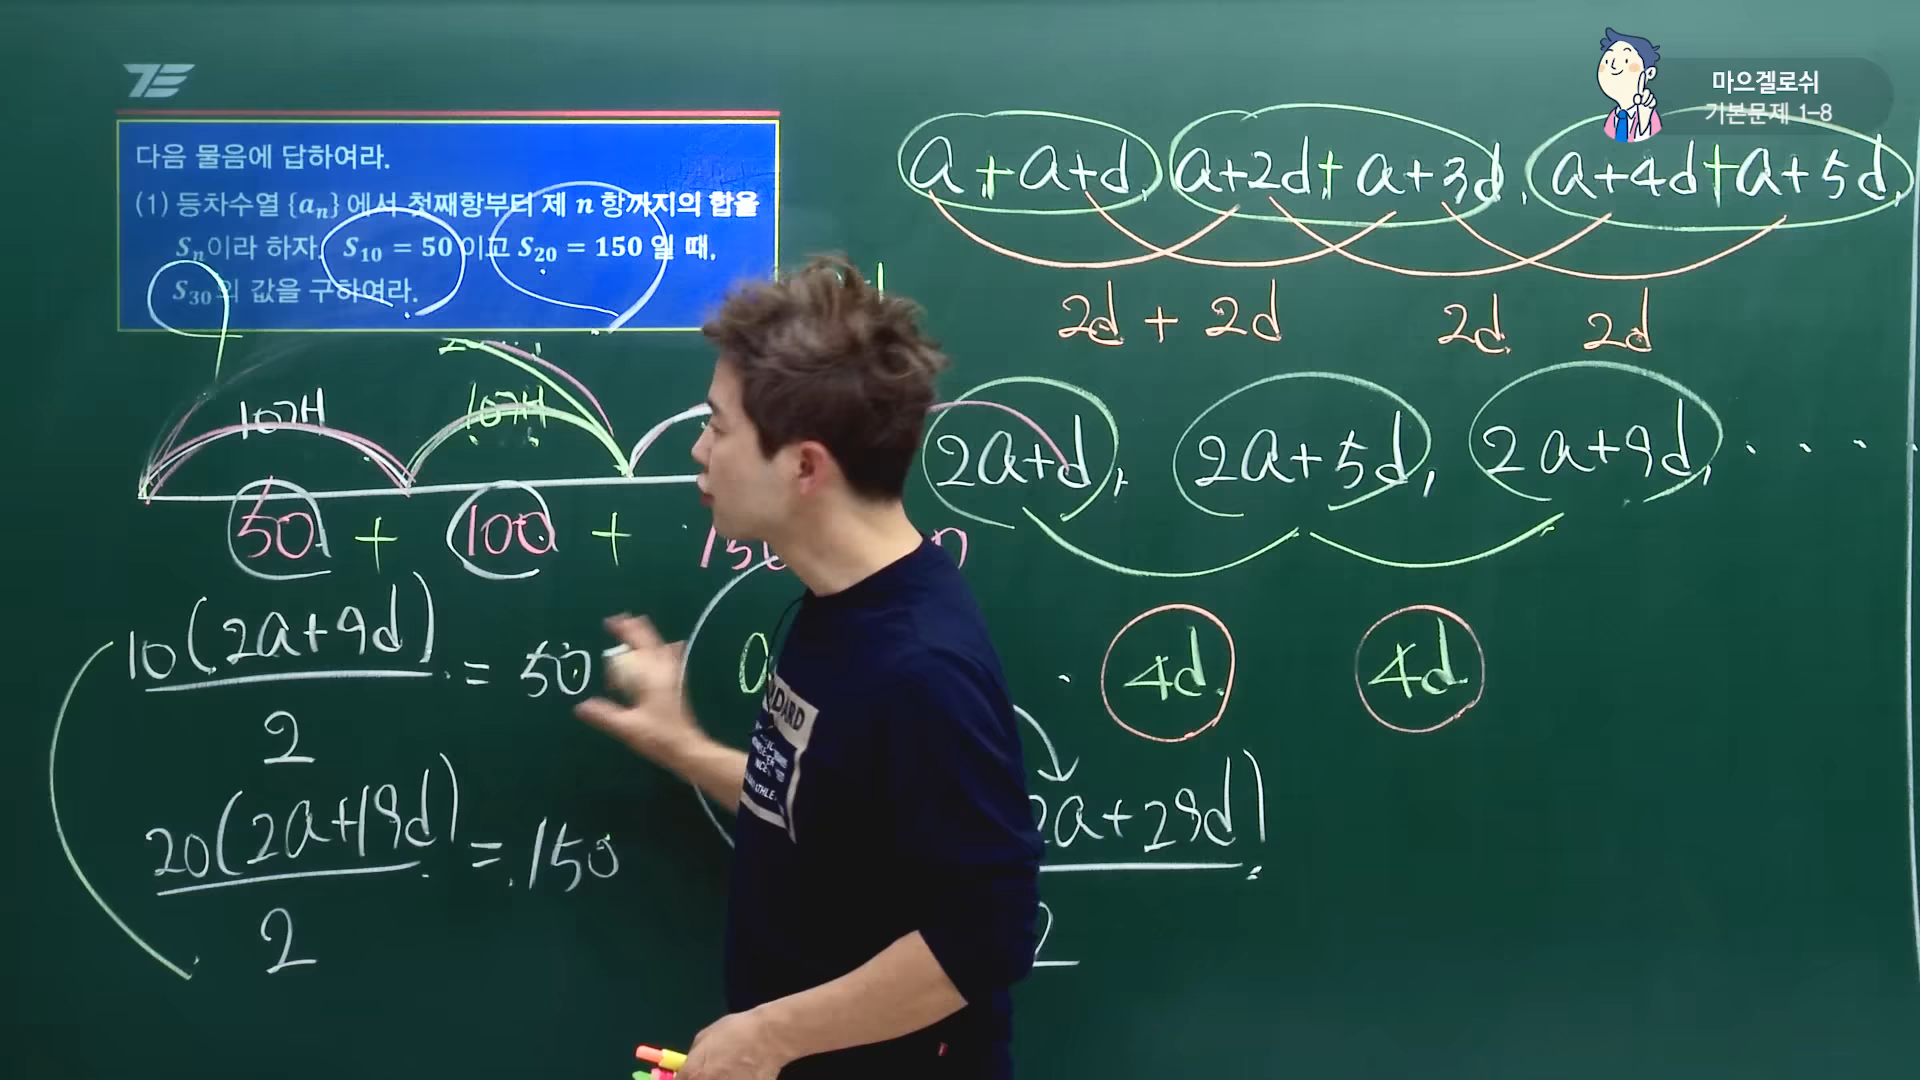 마으겔로쉬
기본문제 1-8
다음 물음에 답하여라.
(1) 등차수열 {aₙ} 에서 첫째항부터 제 n 항까지의 합을
Sₙ이라 하자. S₁₀ = 50 이고 S₂₀ = 150 일 때,
S₃₀의 값을 구하여라.
a + a+d, a+2d + a+3d, a+4d + a+5d,
2d + 2d 2d 2d
10개 10개
2a+d, 2a+5d, 2a+9d, ....
50 + 100 +
4d 4d
10(2a+9d) = 50
2
20(2a+19d) = 150
2
2a+29d)
2